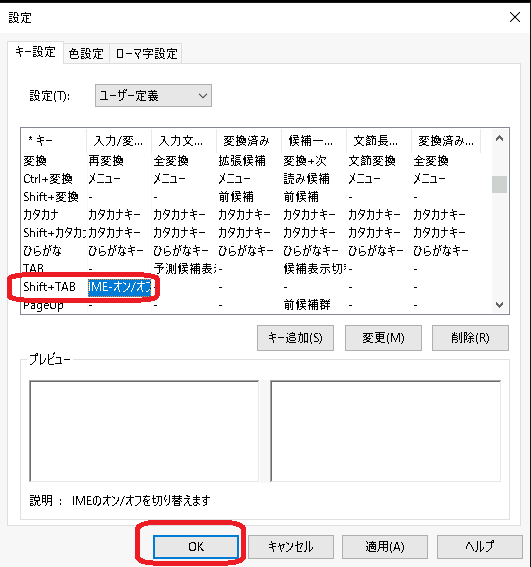 設定
キー設定 色設定 ローマ字設定
設定(T): ユーザー定義
* キー 入力/変... 入力文... 変換済み 候補一... 文節長... 変換済み...
変換 再変換 全変換 拡張候補 変換+次 文節変換 全変換
Ctrl+変換 メニュー メニュー メニュー 読み候補 メニュー メニュー
Shift+変換 - - 前候補 前候補 - -
カタカナ カタカナキー カタカナキー カタカナキー カタカナキー カタカナキー カタカナキー
Shift+カタカナ カタカナキー カタカナキー カタカナキー カタカナキー カタカナキー カタカナキー
ひらがな ひらがなキー ひらがなキー ひらがなキー ひらがなキー ひらがなキー ひらがなキー
TAB - 予測候補表示 - 候補表示切替 - -
Shift+TAB IME-オン/オフ - - - - -
PageUp - - - 前候補群 - -
キー追加(S) 変更(M) 削除(R)
プレビュー
説明 : IMEのオン/オフを切り替えます
OK キャンセル 適用(A) ヘルプ